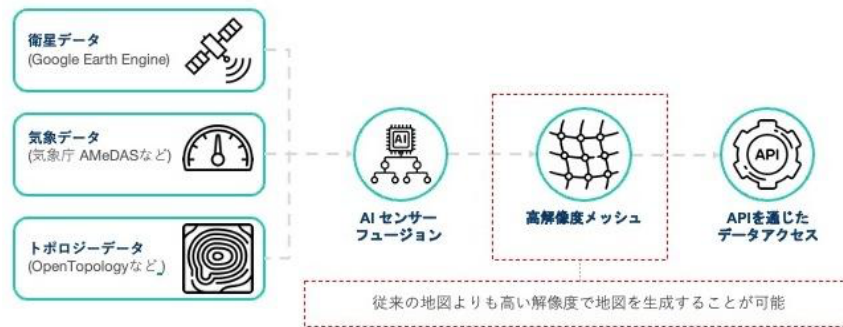 衛星データ
(Google Earth Engine)
気象データ
(気象庁 AMeDASなど)
トポロジーデータ
(OpenTopologyなど )
AI
AI センサー
フュージョン
高解像度メッシュ
API
APIを通じた
データアクセス
従来の地図よりも高い解像度で地図を生成することが可能